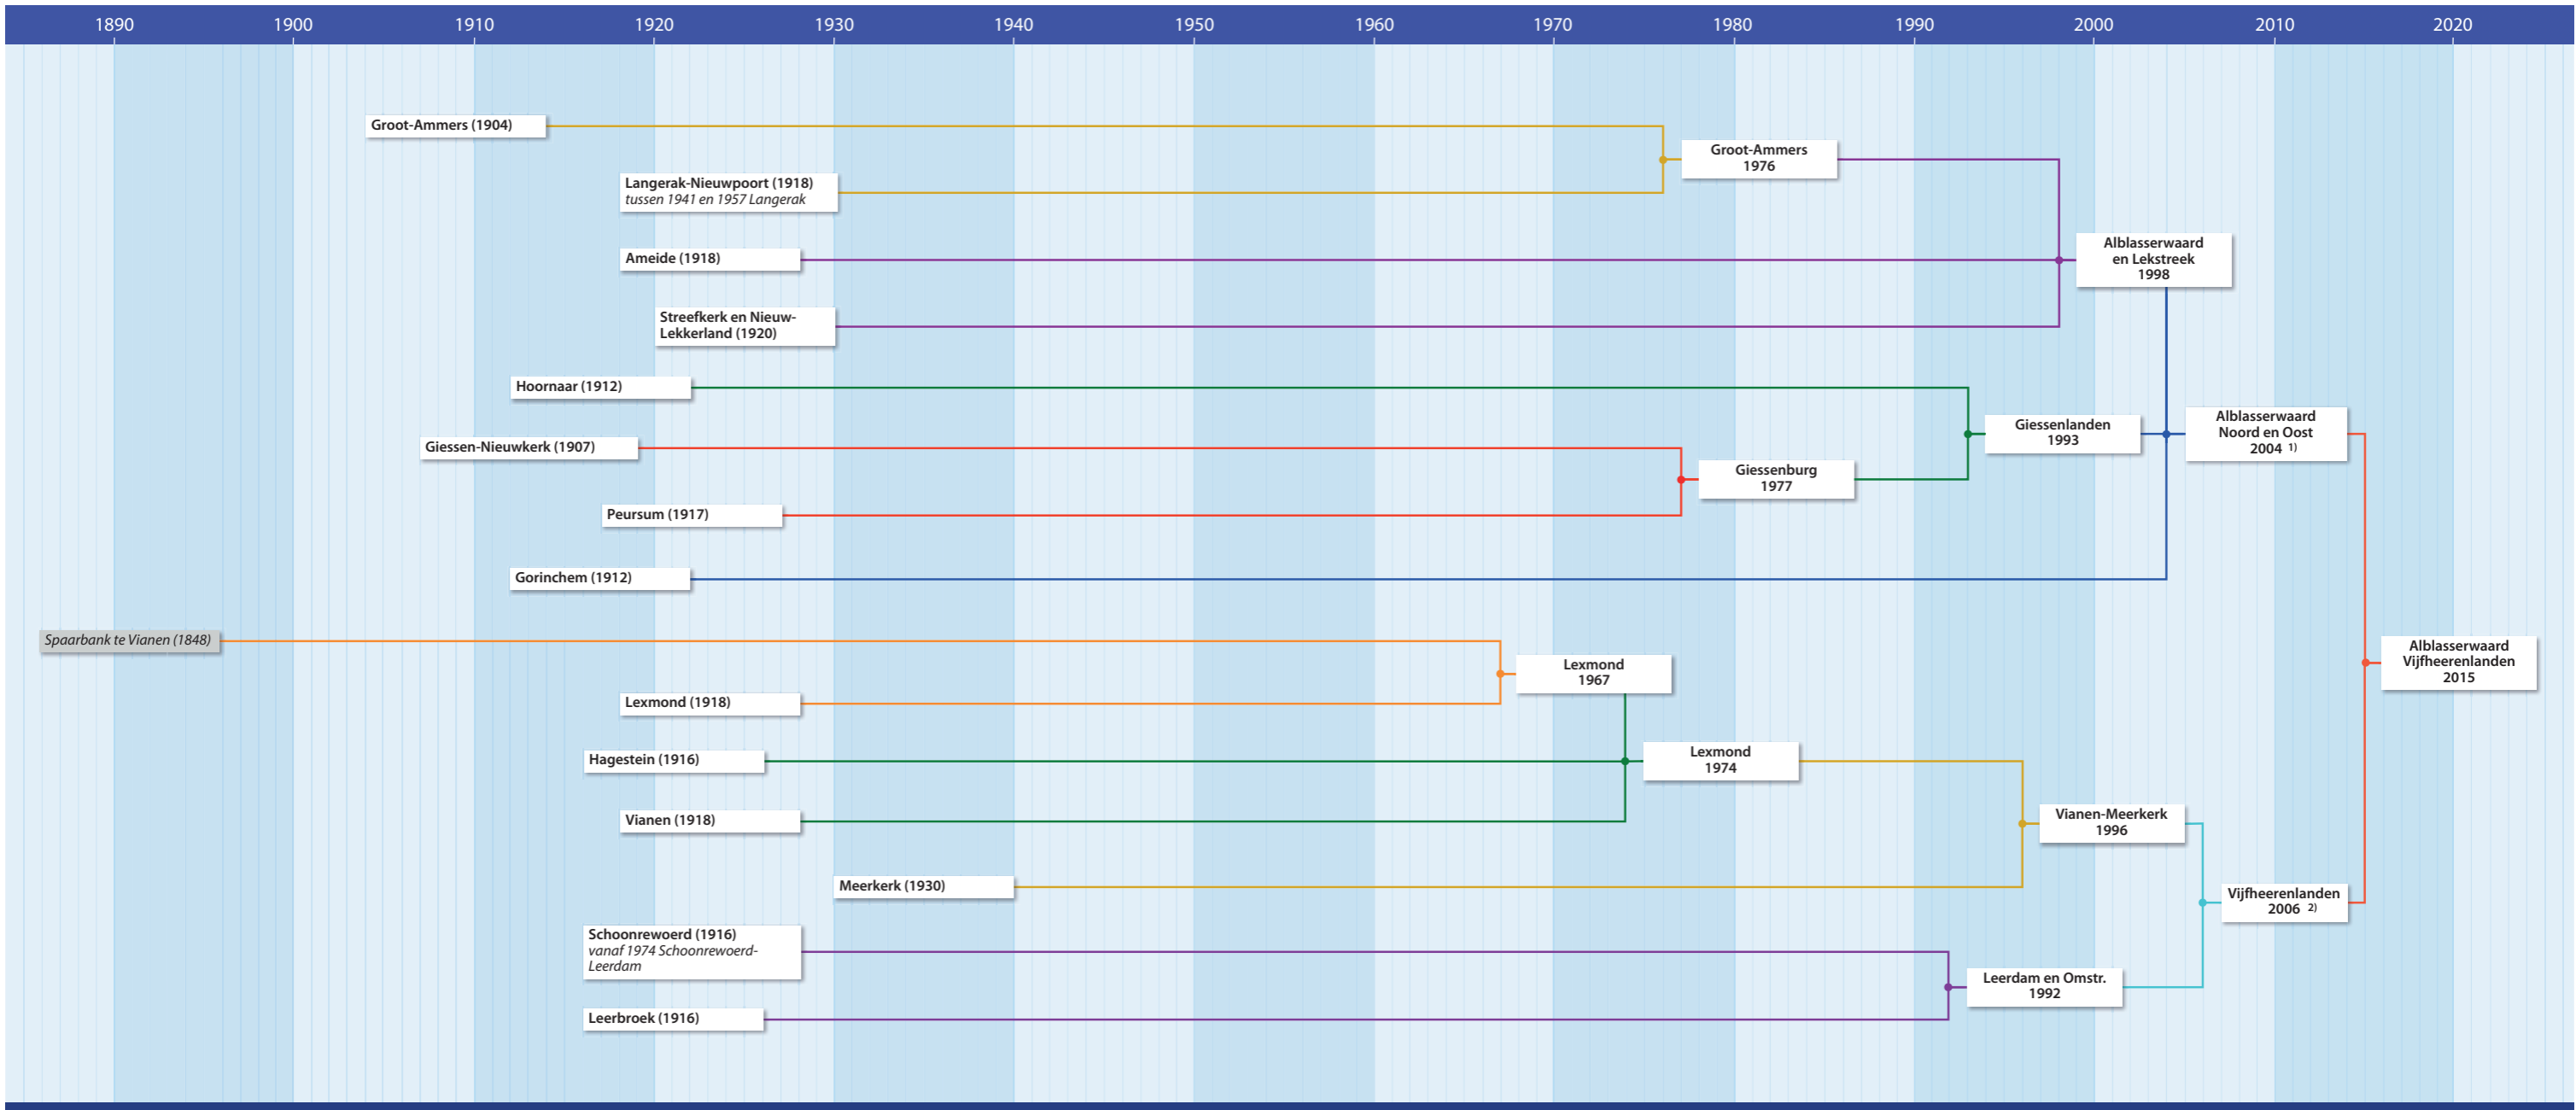 1890 1900 1910 1920 1930 1940 1950 1960 1970 1980 1990 2000 2010 2020
Groot-Ammers (1904)
Groot-Ammers
1976
Langerak-Nieuwpoort (1918)
tussen 1941 en 1957 Langerak
Ameide (1918)
Alblasserwaard
en Lekstreek
1998
Streefkerk en Nieuw-
Lekkerland (1920)
Hoornaar (1912)
Giessenlanden
1993
Alblasserwaard
Noord en Oost
2004 1)
Giessen-Nieuwkerk (1907)
Giessenburg
1977
Peursum (1917)
Gorinchem (1912)
Spaarbank te Vianen (1848)
Lexmond
1967
Alblasserwaard
Vijfheerenlanden
2015
Lexmond (1918)
Hagestein (1916)
Lexmond
1974
Vianen (1918)
Vianen-Meerkerk
1996
Meerkerk (1930)
Vijfheerenlanden
2006 2)
Schoonrewoerd (1916)
vanaf 1974 Schoonrewoerd-
Leerdam
Leerdam en Omstr.
1992
Leerbroek (1916)